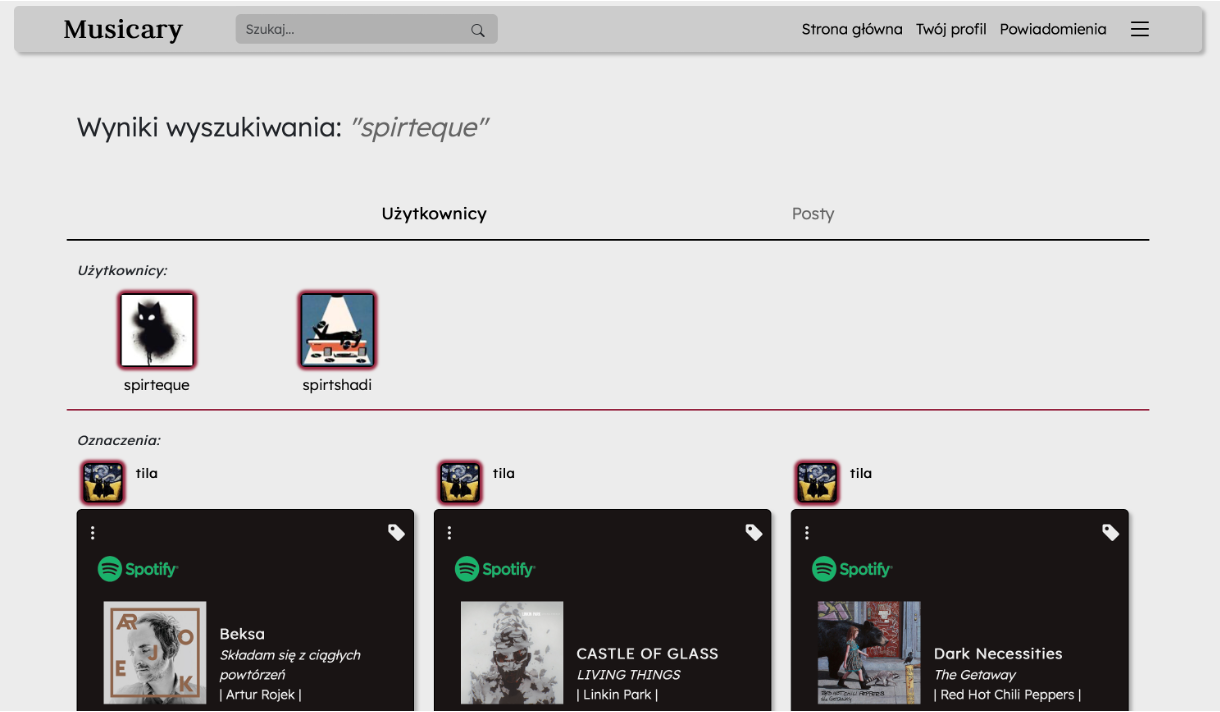 Musicary
Szukaj...
Strona główna Twój profil Powiadomienia
Wyniki wyszukiwania: "spirteque"
Użytkownicy Posty
Użytkownicy:
spirteque spirtshadi
Oznaczenia:
tila tila tila
Spotify Spotify Spotify
AR
O
E J
K
Beksa
Składam się z ciągłych
powtórzeń
| Artur Rojek |
CASTLE OF GLASS
LIVING THINGS
| Linkin Park |
Dark Necessities
The Getaway
| Red Hot Chili Peppers |